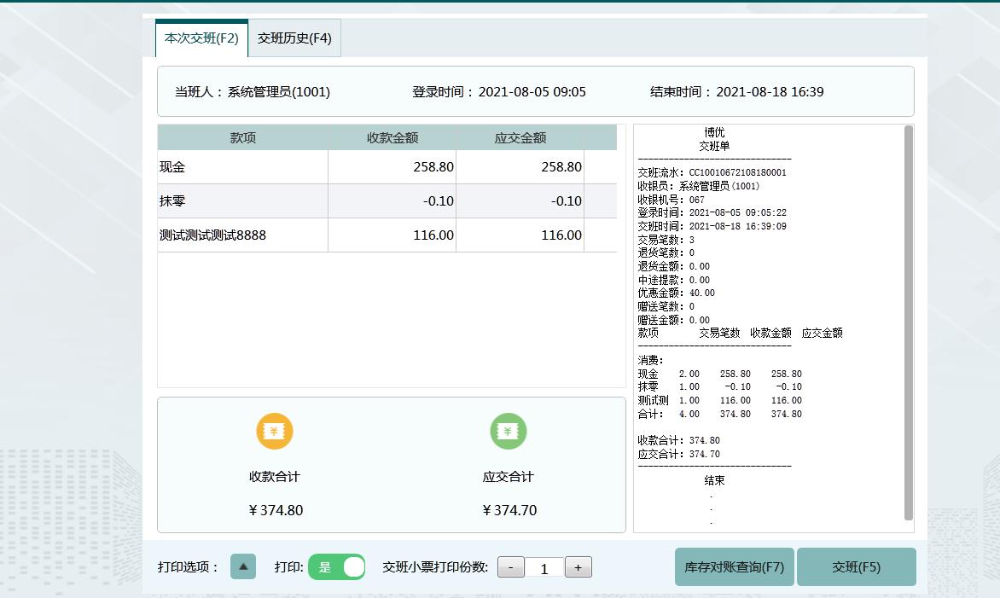 本次交班(F2) 交班历史(F4)
当班人： 系统管理员(1001) 登录时间： 2021-08-05 09:05 结束时间： 2021-08-18 16:39
款项 收款金额 应交金额
现金 258.80 258.80
抹零 -0.10 -0.10
测试测试测试8888 116.00 116.00
收款合计 应交合计
¥ 374.80 ¥ 374.70
博优
交班单
------------------------------
交班流水: CC10010672108180001
收银员: 系统管理员(1001)
收银机号: 067
登录时间: 2021-08-05 09:05:22
交班时间: 2021-08-18 16:39:09
交易笔数: 3
退货笔数: 0
退货金额: 0.00
中途提款: 0.00
优惠金额: 40.00
赠送笔数: 0
赠送金额: 0.00
款项 交易笔数 收款金额 应交金额
------------------------------
消费:
现金 2.00 258.80 258.80
抹零 1.00 -0.10 -0.10
测试测 1.00 116.00 116.00
合计: 4.00 374.80 374.80
收款合计: 374.80
应交合计: 374.70
------------------------------
结束
.
.
.
打印选项： 打印: 是 交班小票打印份数: - 1 + 库存对账查询(F7) 交班(F5)